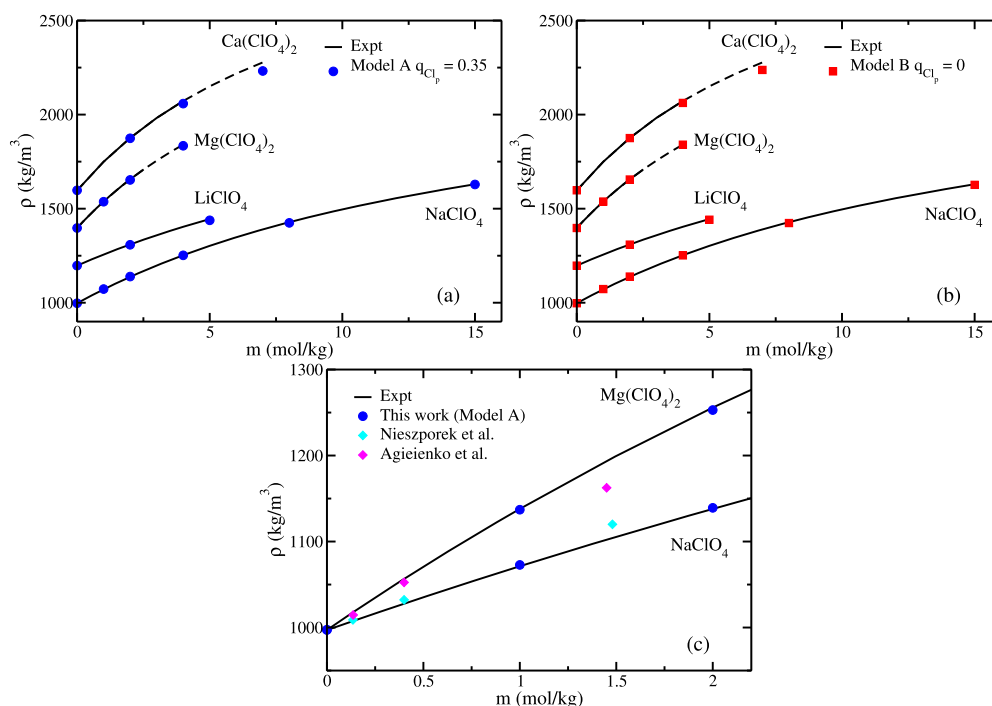 2500
2000
1500
1000
ρ (kg/m³)
Ca(ClO₄)₂
Expt
Model A q_Clₚ = 0.35
Mg(ClO₄)₂
LiClO₄
NaClO₄
(a)
0 5 10 15
m (mol/kg)
2500
2000
1500
1000
ρ (kg/m³)
Ca(ClO₄)₂
Expt
Model B q_Clₚ = 0
Mg(ClO₄)₂
LiClO₄
NaClO₄
(b)
0 5 10 15
m (mol/kg)
1300
1200
1100
1000
ρ (kg/m³)
Expt
This work (Model A)
Nieszporek et al.
Agieienko et al.
Mg(ClO₄)₂
NaClO₄
(c)
0 0.5 1 1.5 2
m (mol/kg)